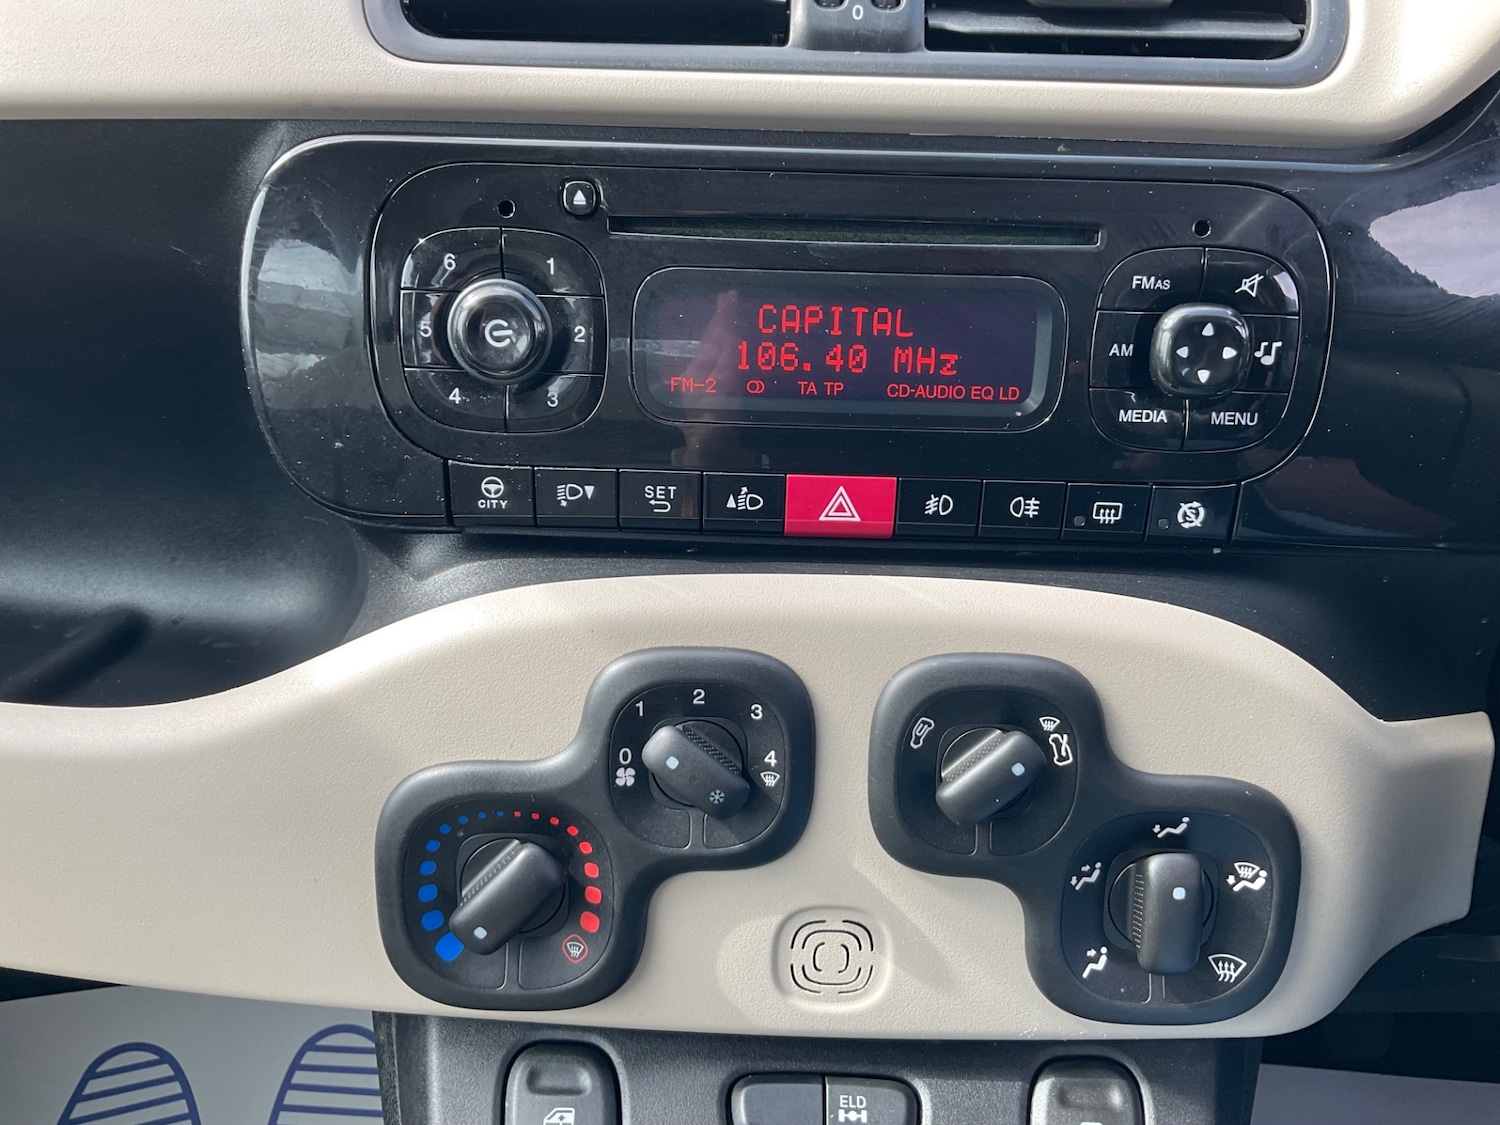 0
6
1
5
2
4
3
CAPITAL
106.40 MHz
FM-2 TA TP CD-AUDIO EQ LD
FMAS
AM
MEDIA
MENU
CITY
SET
0
1
2
3
4
ELD